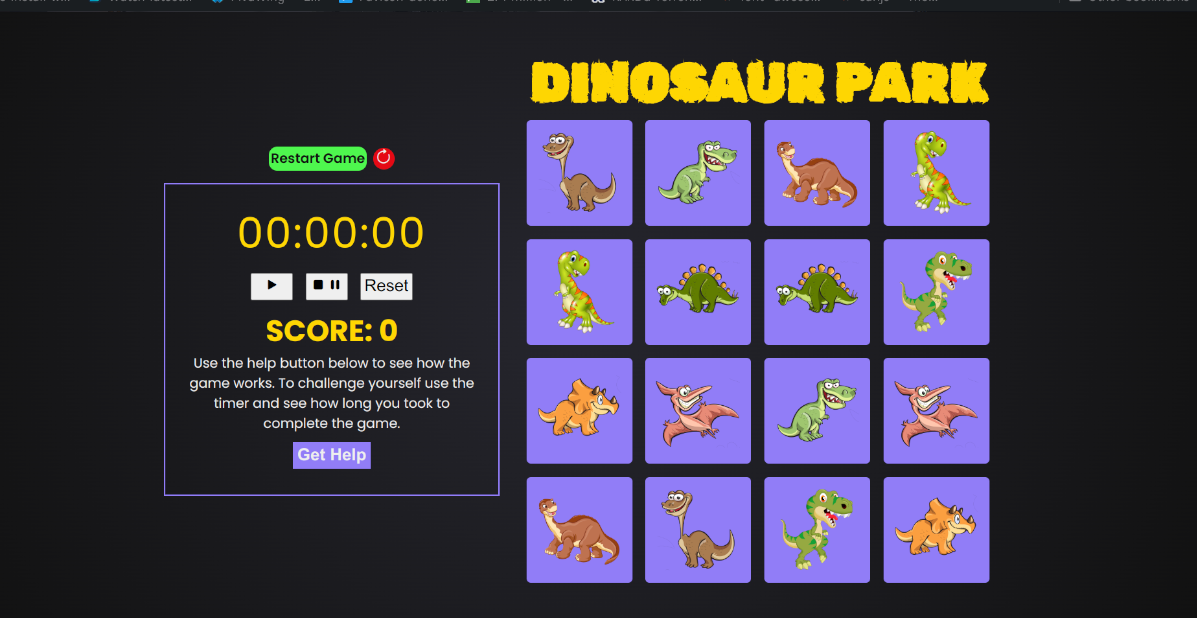 DINOSAUR PARK
Restart Game
00:00:00
Reset
SCORE: 0
Use the help button below to see how the
game works. To challenge yourself use the
timer and see how long you took to
complete the game.
Get Help